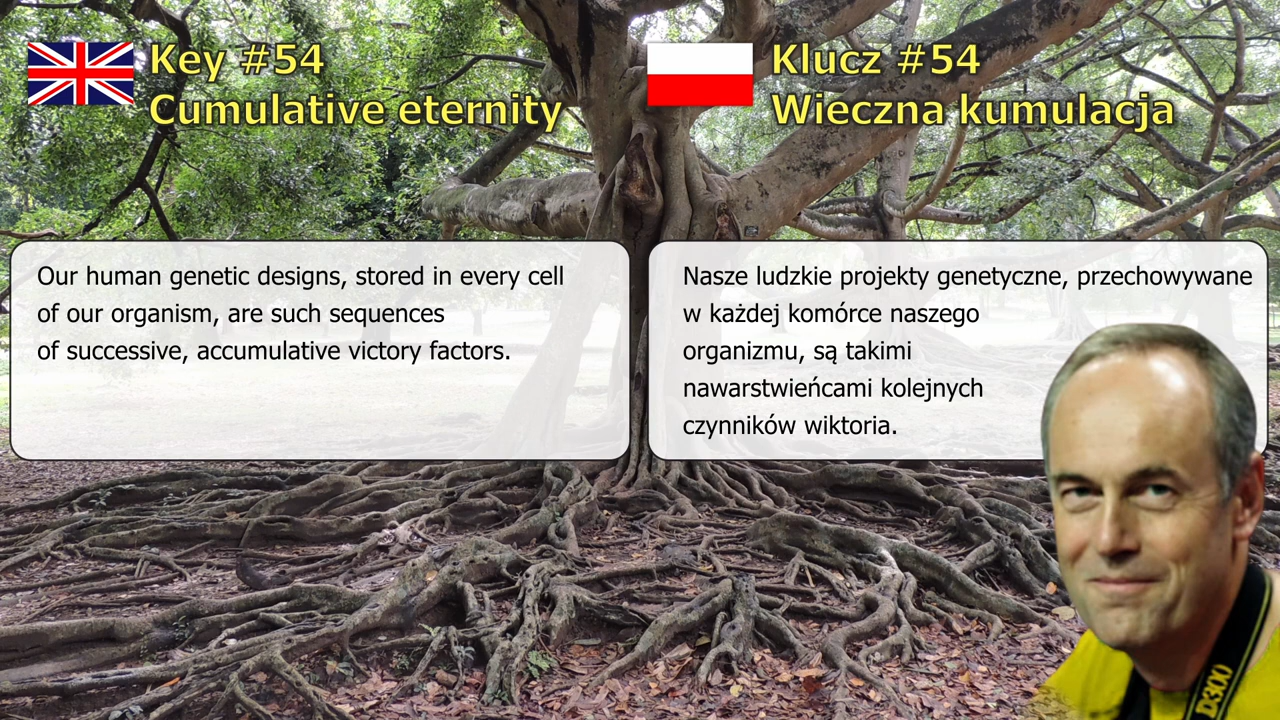 Key #54
Cumulative eternity
Klucz #54
Wieczna kumulacja
Our human genetic designs, stored in every cell
of our organism, are such sequences
of successive, accumulative victory factors.
Nasze ludzkie projekty genetyczne, przechowywane
w każdej komórce naszego
organizmu, są takimi
nawarstwieńcami kolejnych
czynników wiktoria.
D300